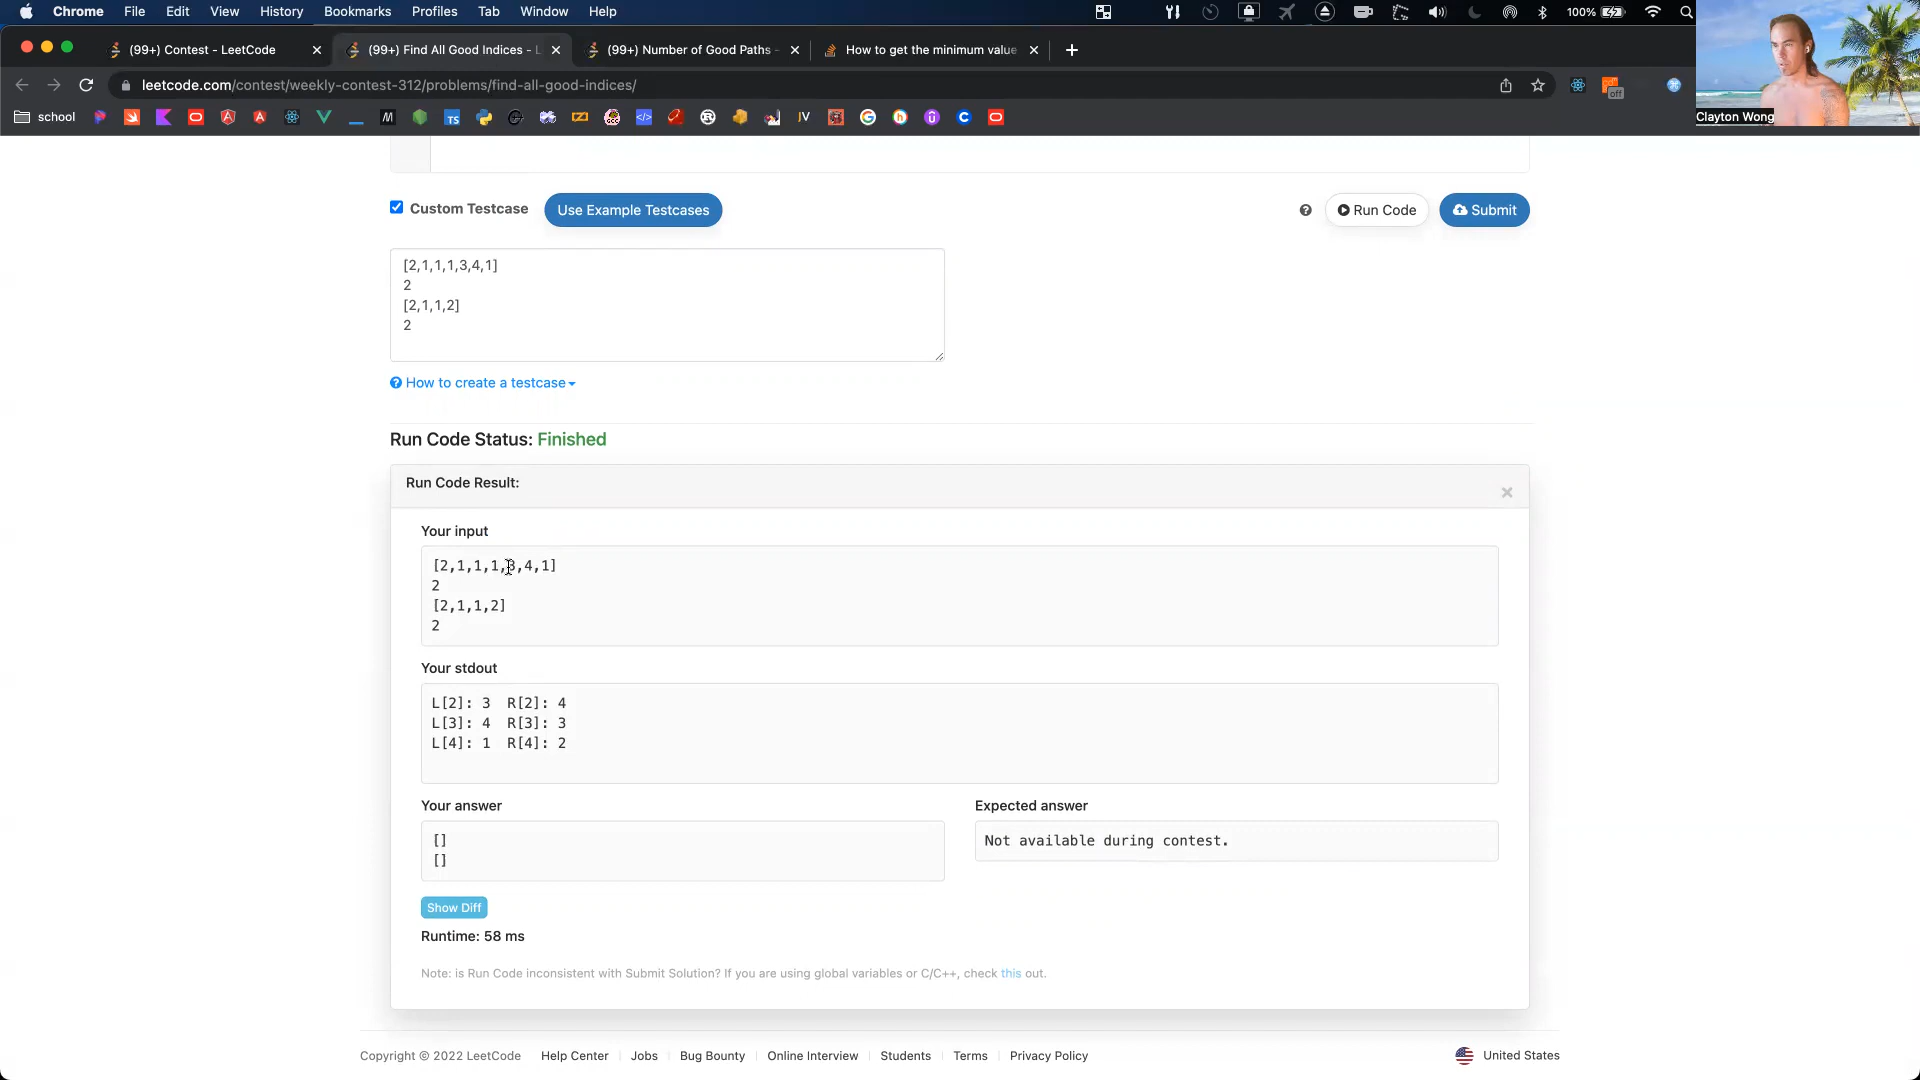 Chrome File Edit View History Bookmarks Profiles Tab Window Help
100%
(99+) Contest - LeetCode
(99+) Find All Good Indices - L
(99+) Number of Good Paths -
How to get the minimum value
leetcode.com/contest/weekly-contest-312/problems/find-all-good-indices/
off
school
M
TS
JV
Clayton Wong
Custom Testcase
Use Example Testcases
Run Code
Submit
[2,1,1,1,3,4,1]
2
[2,1,1,2]
2
How to create a testcase
Run Code Status: Finished
Run Code Result:
Your input
[2,1,1,1,3,4,1]
2
[2,1,1,2]
2
Your stdout
L[2]: 3 R[2]: 4
L[3]: 4 R[3]: 3
L[4]: 1 R[4]: 2
Your answer
[]
[]
Expected answer
Not available during contest.
Show Diff
Runtime: 58 ms
Note: is Run Code inconsistent with Submit Solution? If you are using global variables or C/C++, check this out.
Copyright © 2022 LeetCode Help Center Jobs Bug Bounty Online Interview Students Terms Privacy Policy
United States